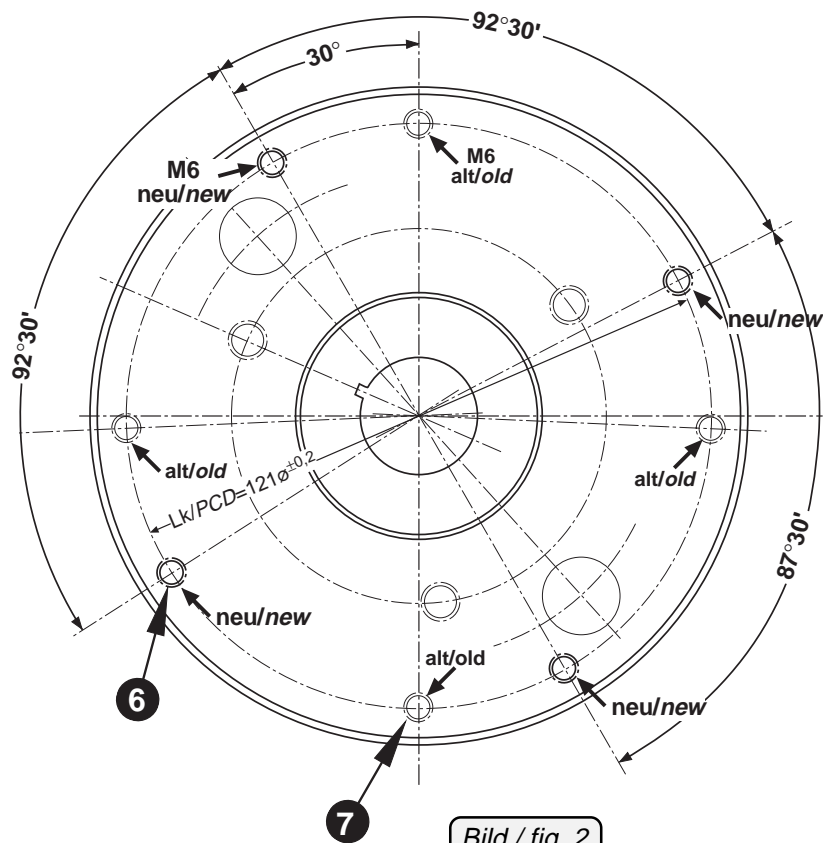 92°30'
30°
M6
neu/new
M6
alt/old
neu/new
92°30'
alt/old
Lk/PCD=121ø±0,2
alt/old
87°30'
neu/new
alt/old
neu/new
6
7
Bild / fig. 2